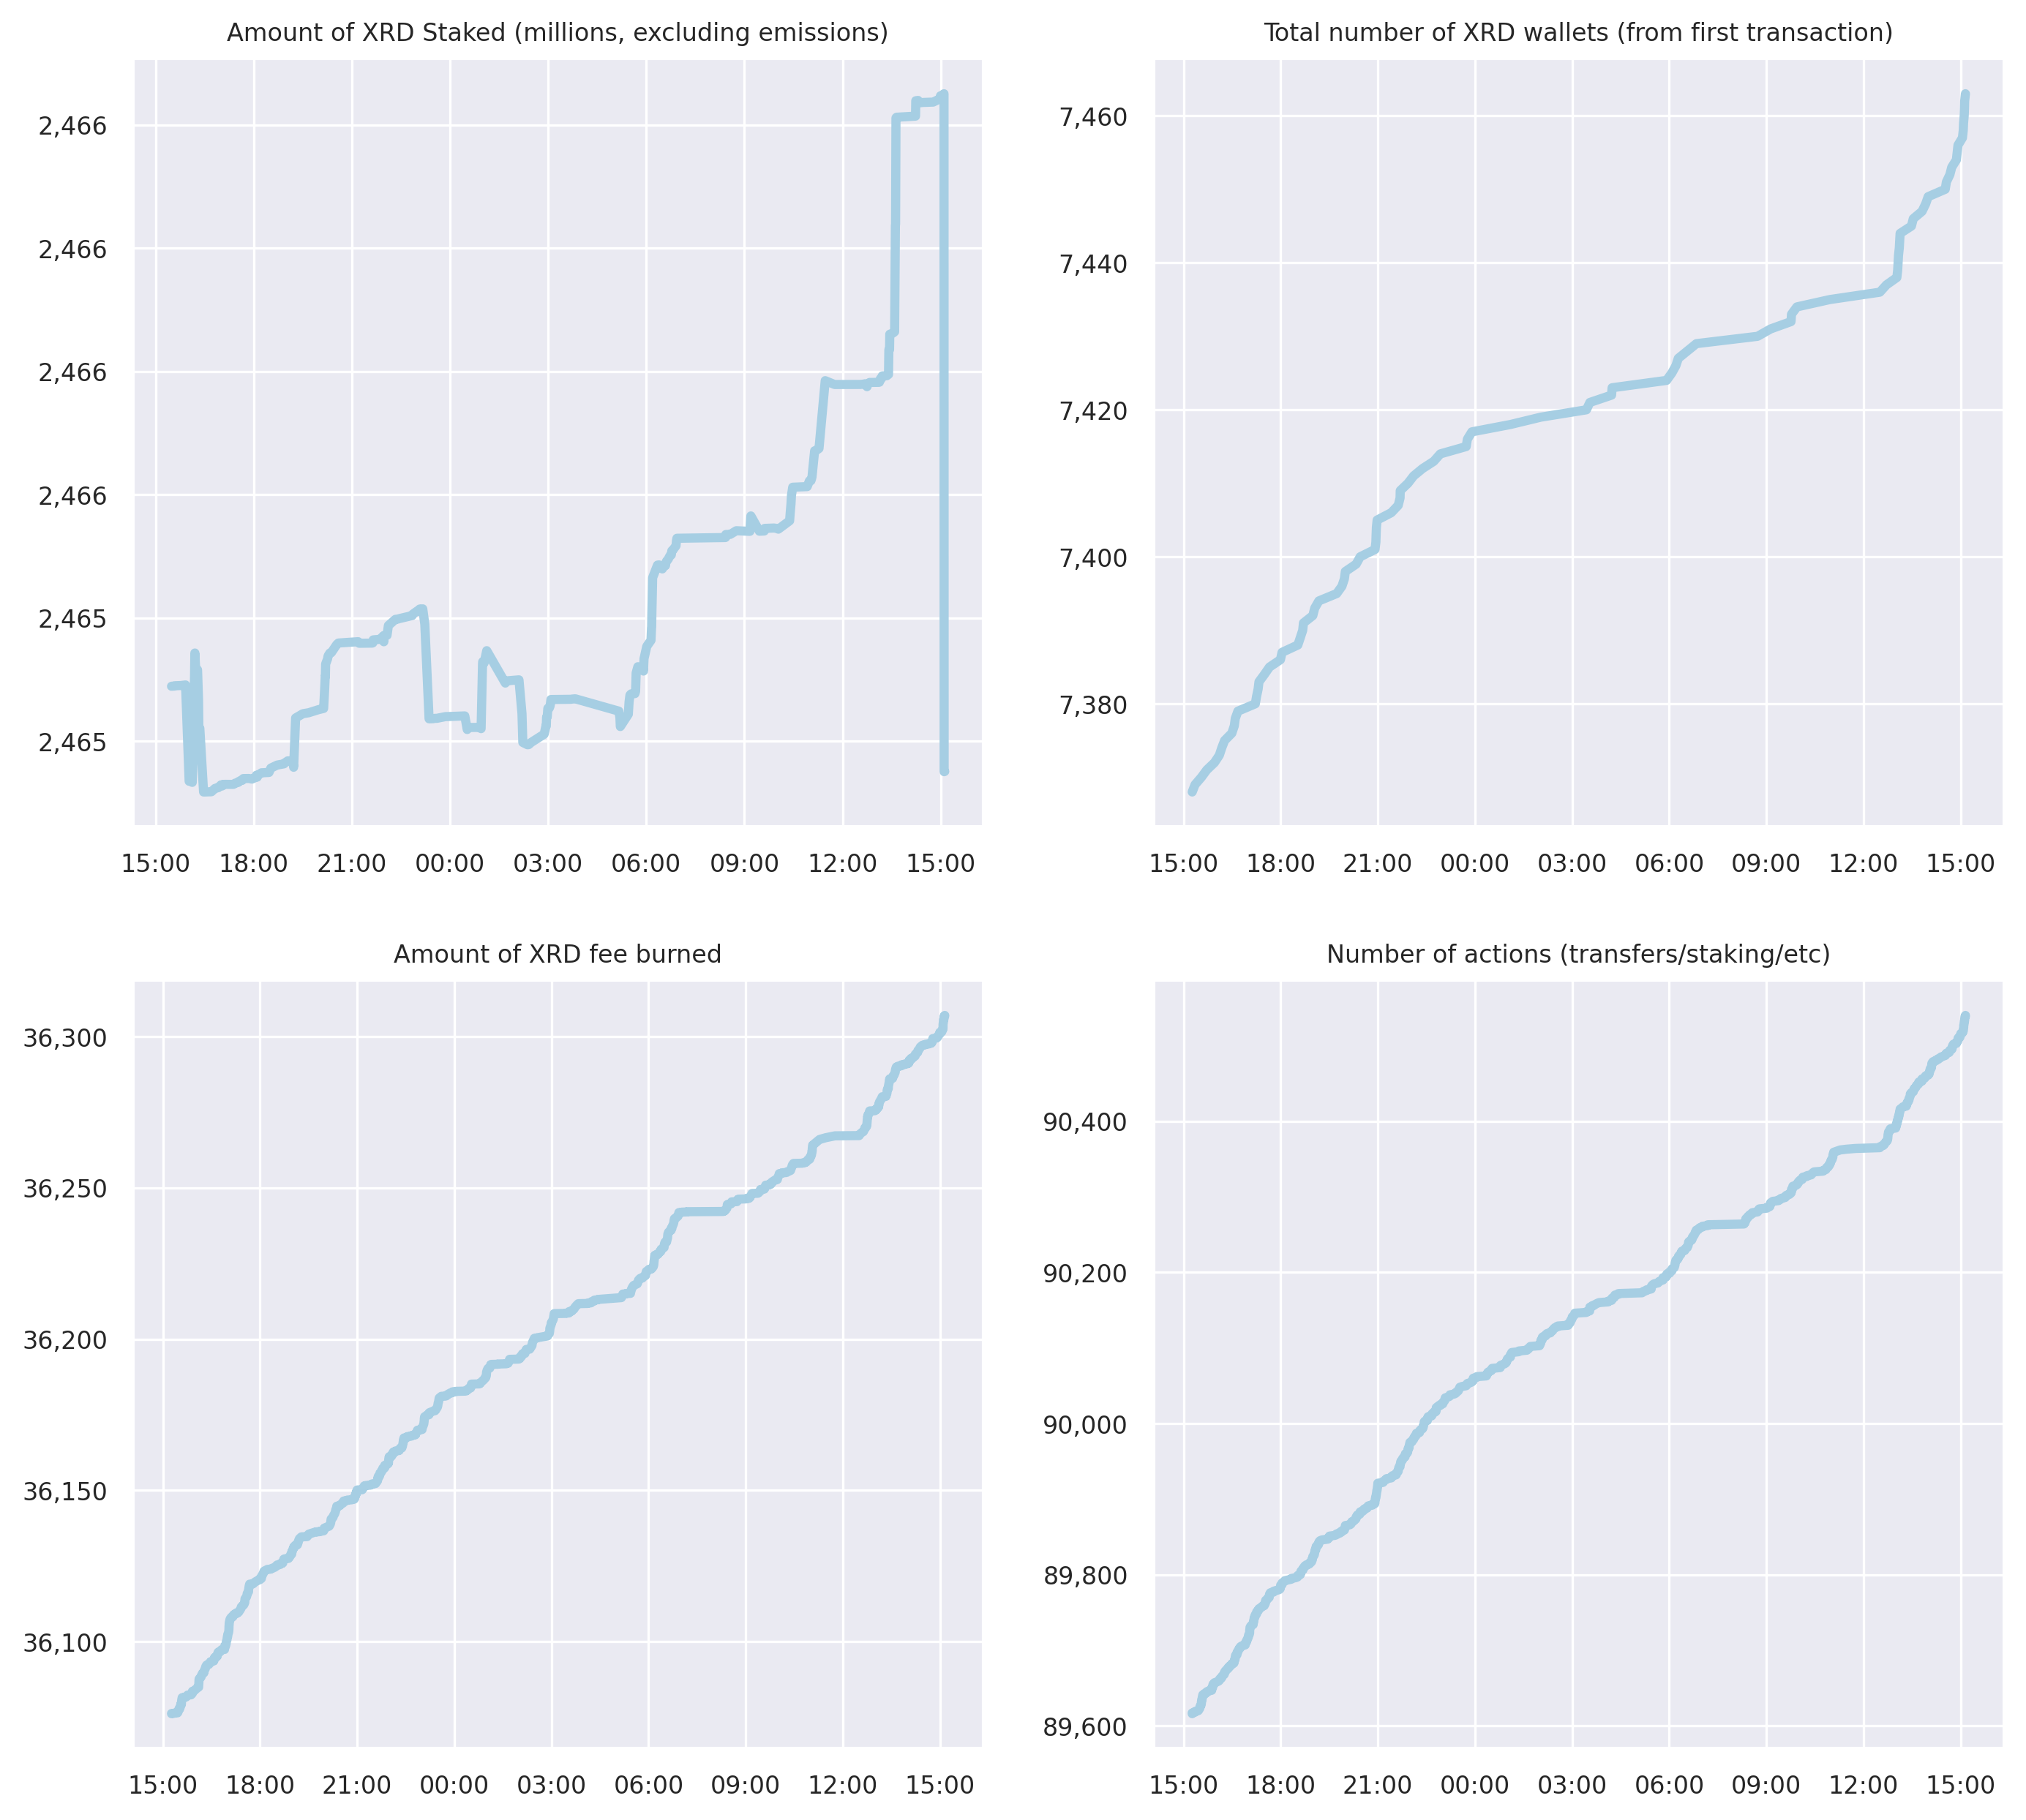 Amount of XRD Staked (millions, excluding emissions)
2,466
2,466
2,466
2,466
2,465
2,465
15:00 18:00 21:00 00:00 03:00 06:00 09:00 12:00 15:00
Total number of XRD wallets (from first transaction)
7,460
7,440
7,420
7,400
7,380
15:00 18:00 21:00 00:00 03:00 06:00 09:00 12:00 15:00
Amount of XRD fee burned
36,300
36,250
36,200
36,150
36,100
15:00 18:00 21:00 00:00 03:00 06:00 09:00 12:00 15:00
Number of actions (transfers/staking/etc)
90,400
90,200
90,000
89,800
89,600
15:00 18:00 21:00 00:00 03:00 06:00 09:00 12:00 15:00